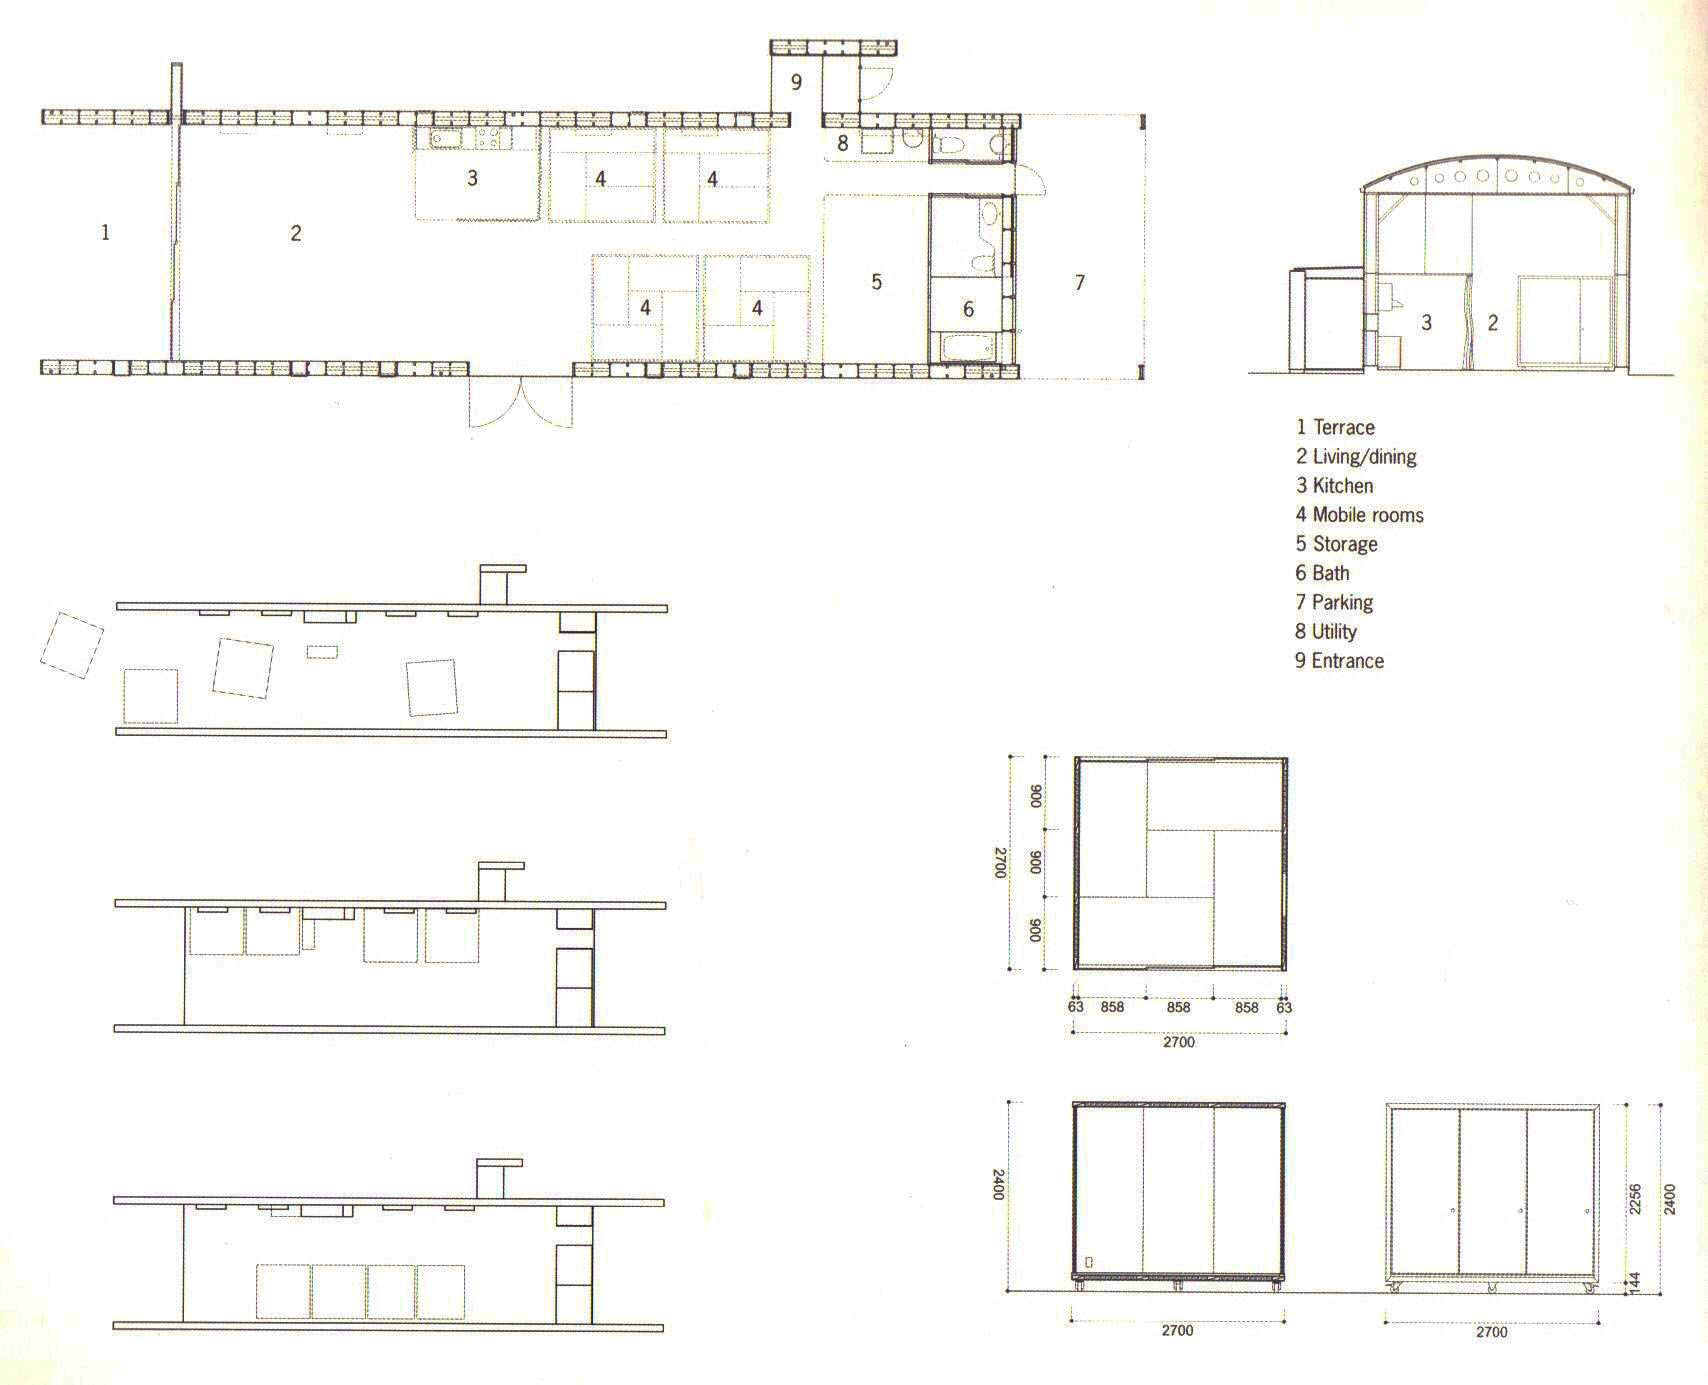 9
8
3
4
4
1
2
4
4
5
6
7
3
2
1 Terrace
2 Living/dining
3 Kitchen
4 Mobile rooms
5 Storage
6 Bath
7 Parking
8 Utility
9 Entrance
900
900
900
2700
63 858 858 858 63
2700
2400
2256
144
2400
2700
2700